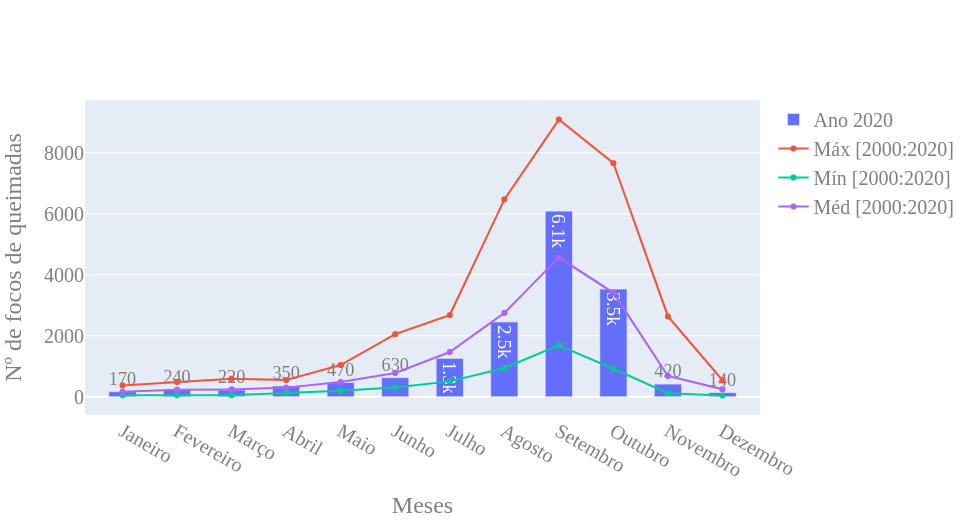 Nº de focos de queimadas
8000
6000
4000
2000
0
170
240
220
350
470
630
1.3k
2.5k
6.1k
3.5k
420
140
Janeiro
Fevereiro
Março
Abril
Maio
Junho
Julho
Agosto
Setembro
Outubro
Novembro
Dezembro
Meses
Ano 2020
Máx [2000:2020]
Mín [2000:2020]
Méd [2000:2020]